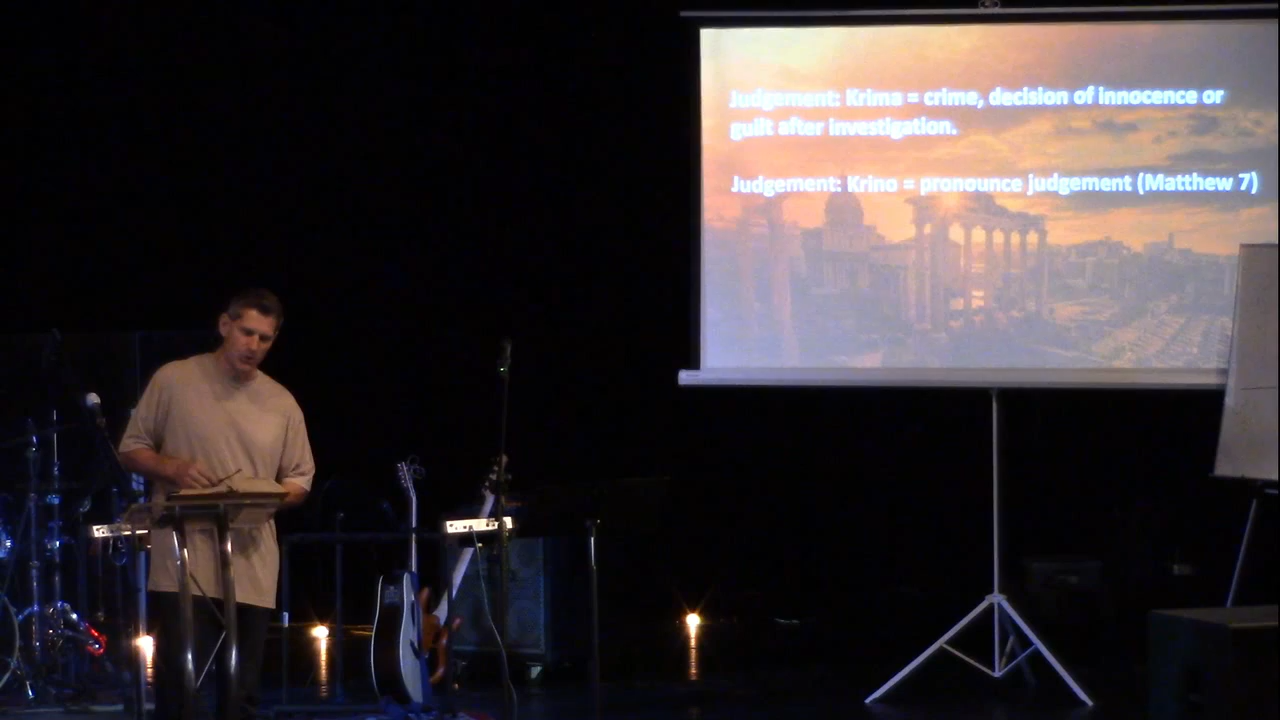 Judgement: Krima = crime, decision of innocence or
guilt after investigation.
Judgement: Krino = pronounce judgement (Matthew 7)